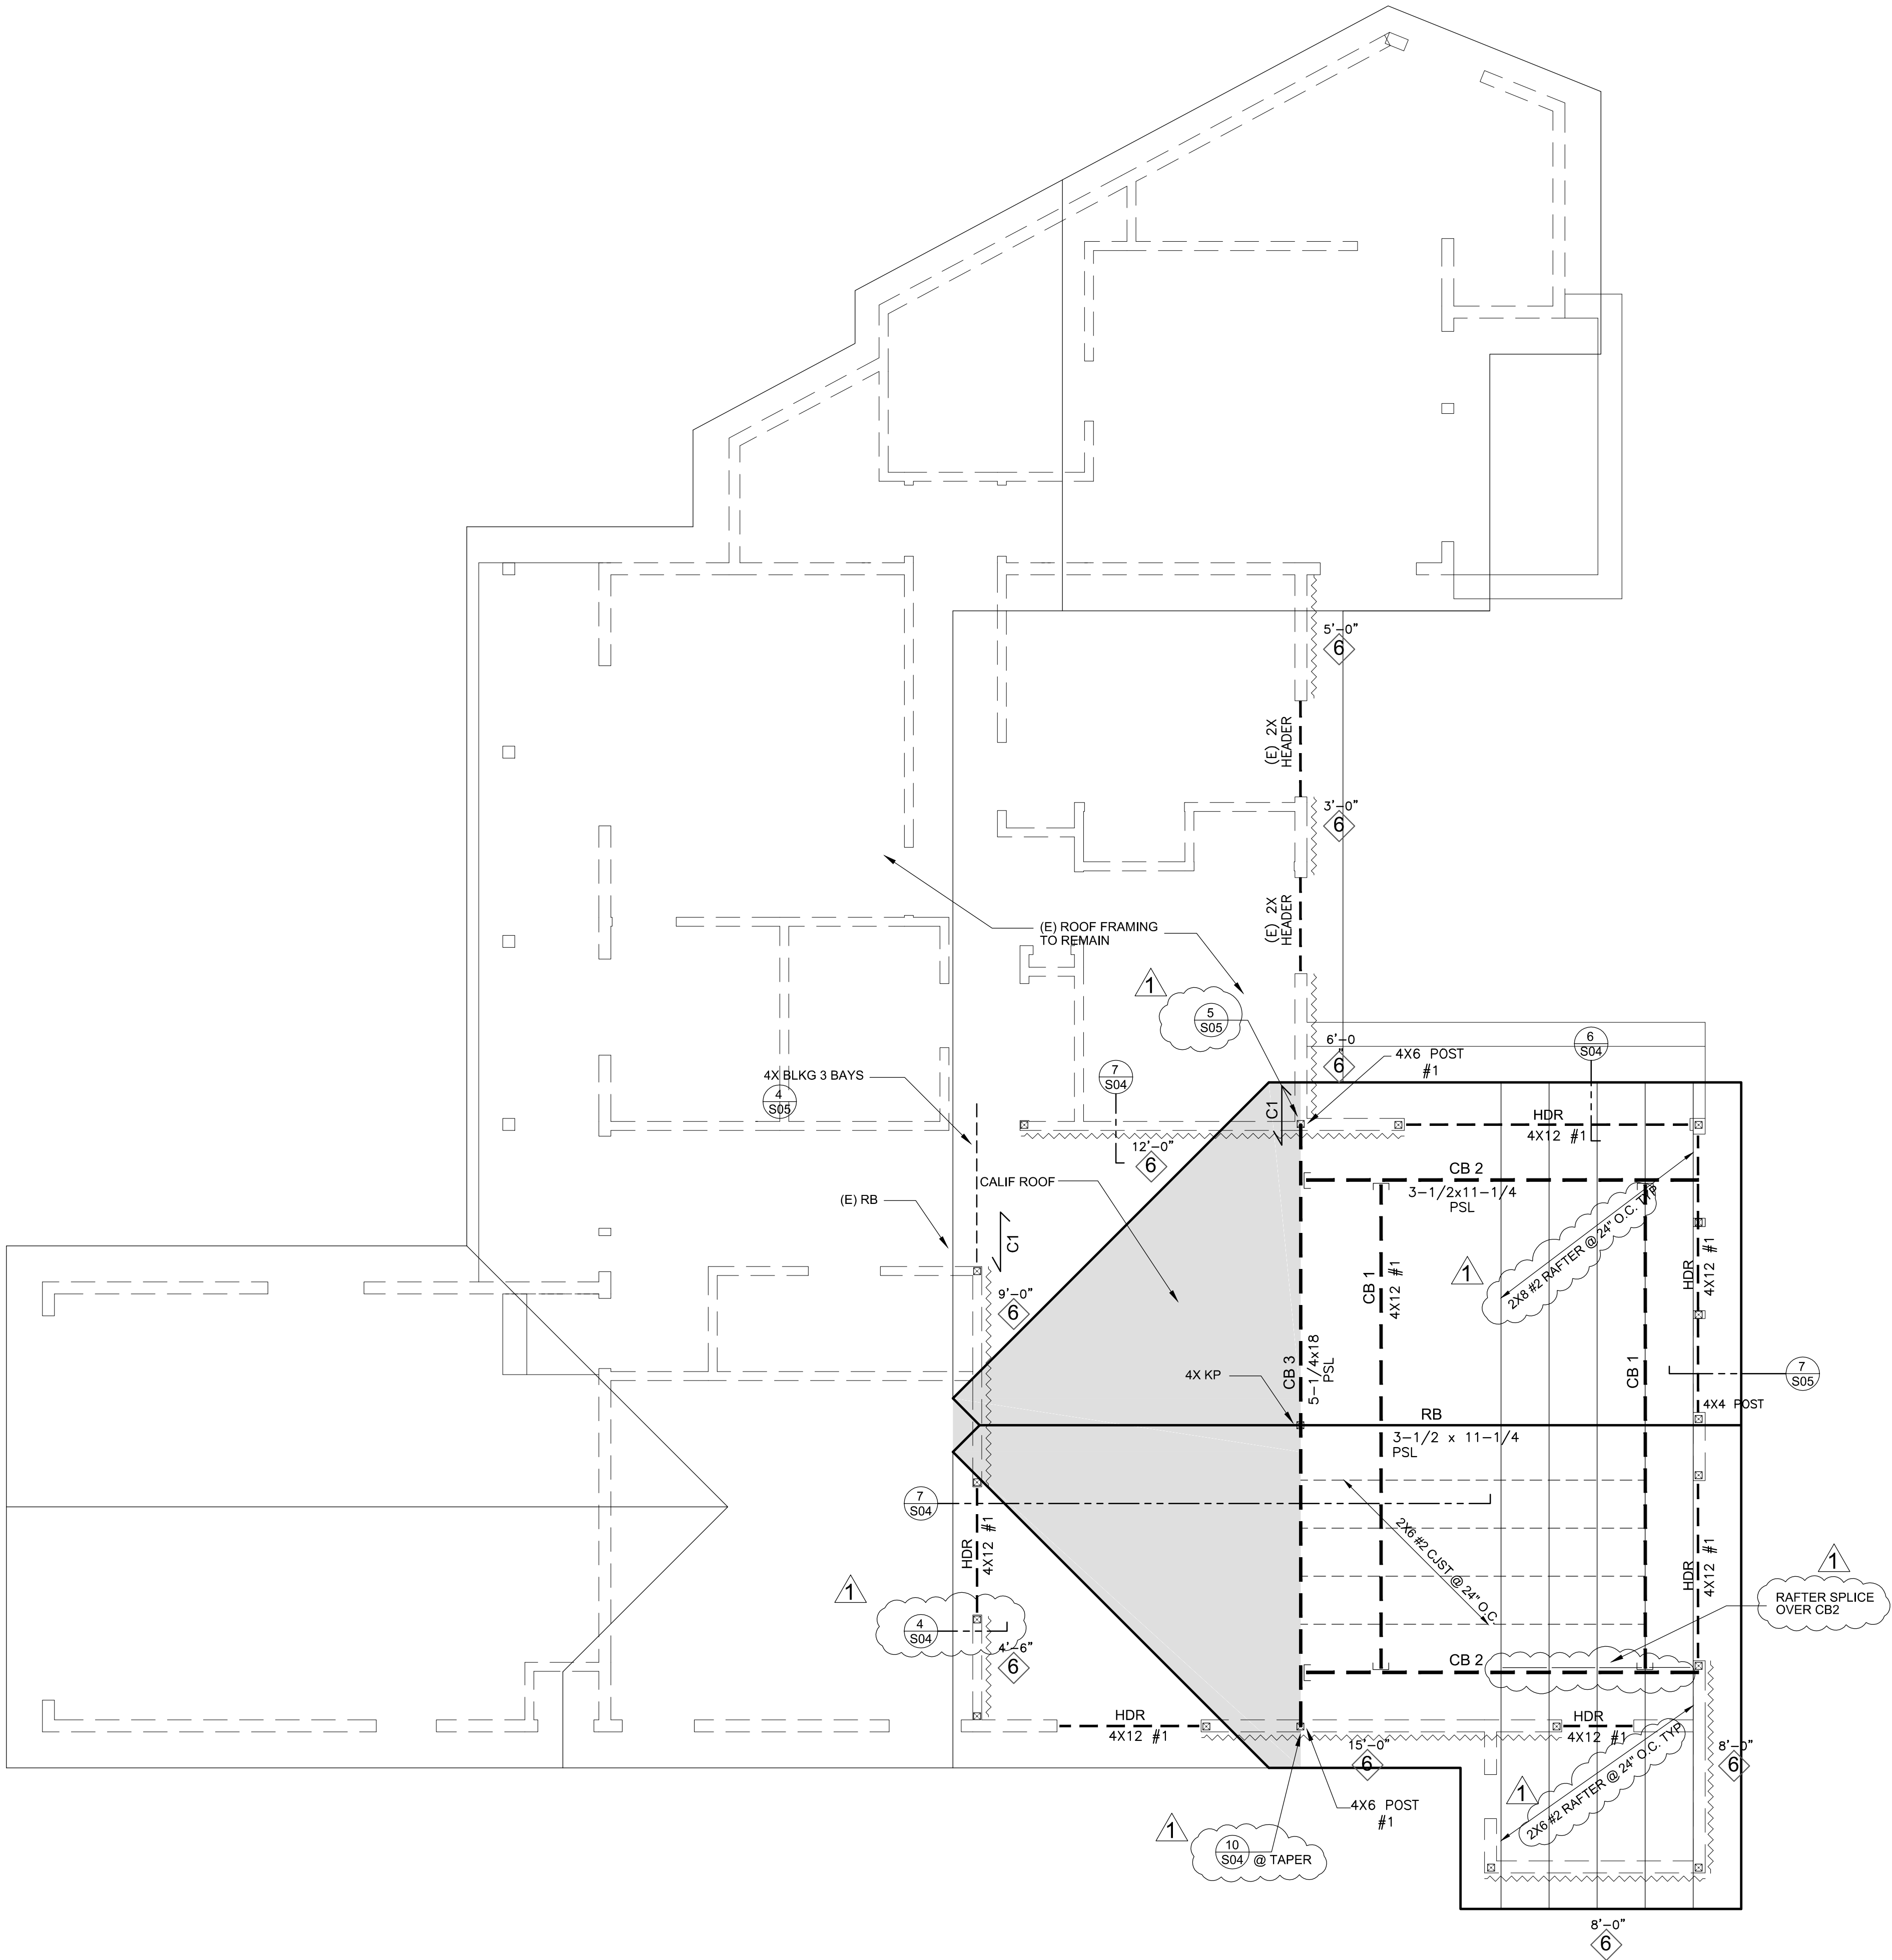 5'-0"
6
(E) 2X
HEADER
3'-0"
6
(E) 2X
HEADER
(E) ROOF FRAMING
TO REMAIN
1
5
S05
6'-0
6
4X6 POST
#1
6
S04
4X BLKG 3 BAYS
4
S05
7
S04
C1
HDR
4X12 #1
12'-0"
6
CB 2
3-1/2x11-1/4
PSL
CALIF ROOF
(E) RB
C1
2X8 #2 RAFTER @ 24" O.C. TYP
1
HDR
4X12 #1
CB 1
4X12 #1
9'-0"
6
CB 3
5-1/4x18
PSL
4X KP
CB 1
7
S05
4X4 POST
RB
3-1/2 x 11-1/4
PSL
7
S04
HDR
4X12 #1
2X6 #2 CJST @ 24" O.C.
HDR
4X12 #1
1
RAFTER SPLICE
OVER CB2
1
4
S04
4'-6"
6
CB 2
HDR
4X12 #1
HDR
4X12 #1
15'-0"
6
8'-0"
6
2X6 #2 RAFTER @ 24" O.C. TYP
1
4X6 POST
#1
1
10
S04
@ TAPER
8'-0"
6